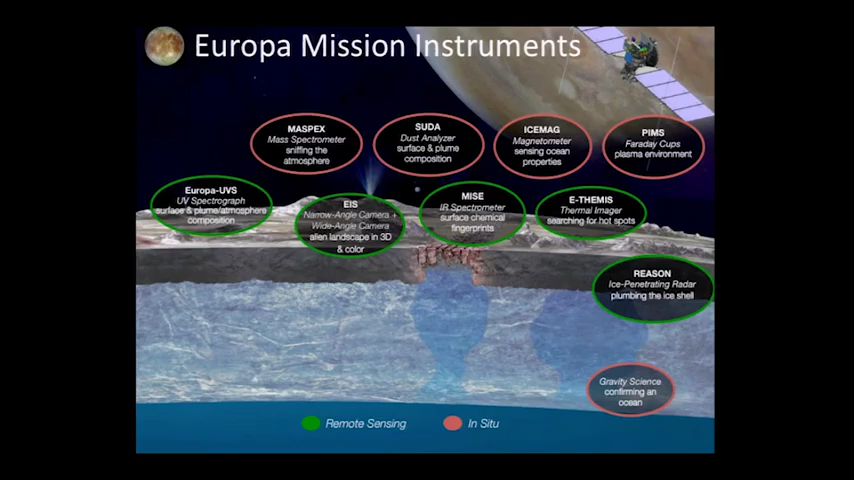 Europa Mission Instruments
MASPEX
Mass Spectrometer
sniffing the
atmosphere
SUDA
Dust Analyzer
surface & plume
composition
ICEMAG
Magnetometer
sensing ocean
properties
PIMS
Faraday Cups
plasma environment
Europa-UVS
UV Spectrograph
surface & plume/atmosphere
composition
EIS
Narrow-Angle Camera +
Wide-Angle Camera
alien landscape in 3D
& color
MISE
IR Spectrometer
surface chemical
fingerprints
E-THEMIS
Thermal Imager
searching for hot spots
REASON
Ice-Penetrating Radar
plumbing the ice shell
Gravity Science
confirming an
ocean
Remote Sensing
In Situ